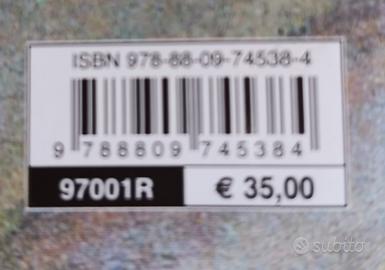 ISBN 978-88-09-74538-4
9 788809 745384
97001R € 35,00
subito